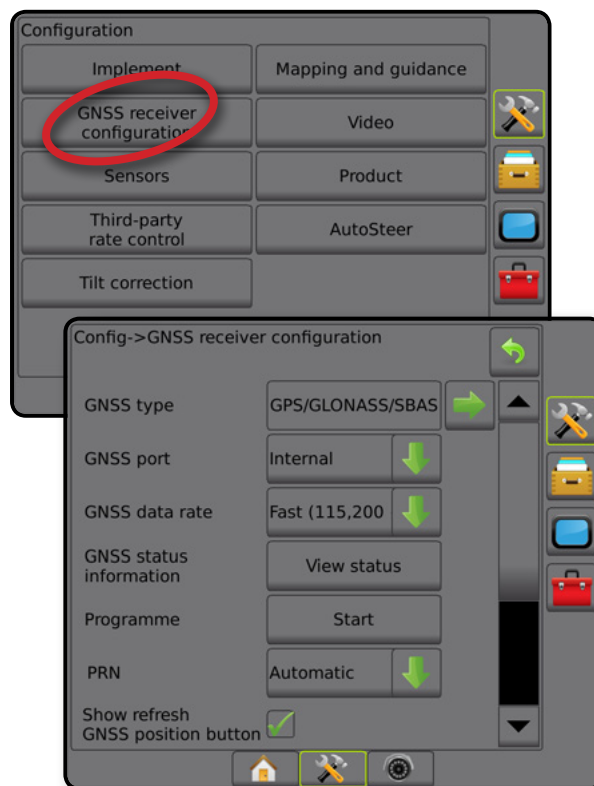 Configuration
Implement
Mapping and guidance
GNSS receiver
configuration
Video
Sensors
Product
Third-party
rate control
AutoSteer
Tilt correction
Config->GNSS receiver configuration
GNSS type
GPS/GLONASS/SBAS
GNSS port
Internal
GNSS data rate
Fast (115,200
GNSS status
information
View status
Programme
Start
PRN
Automatic
Show refresh
GNSS position button